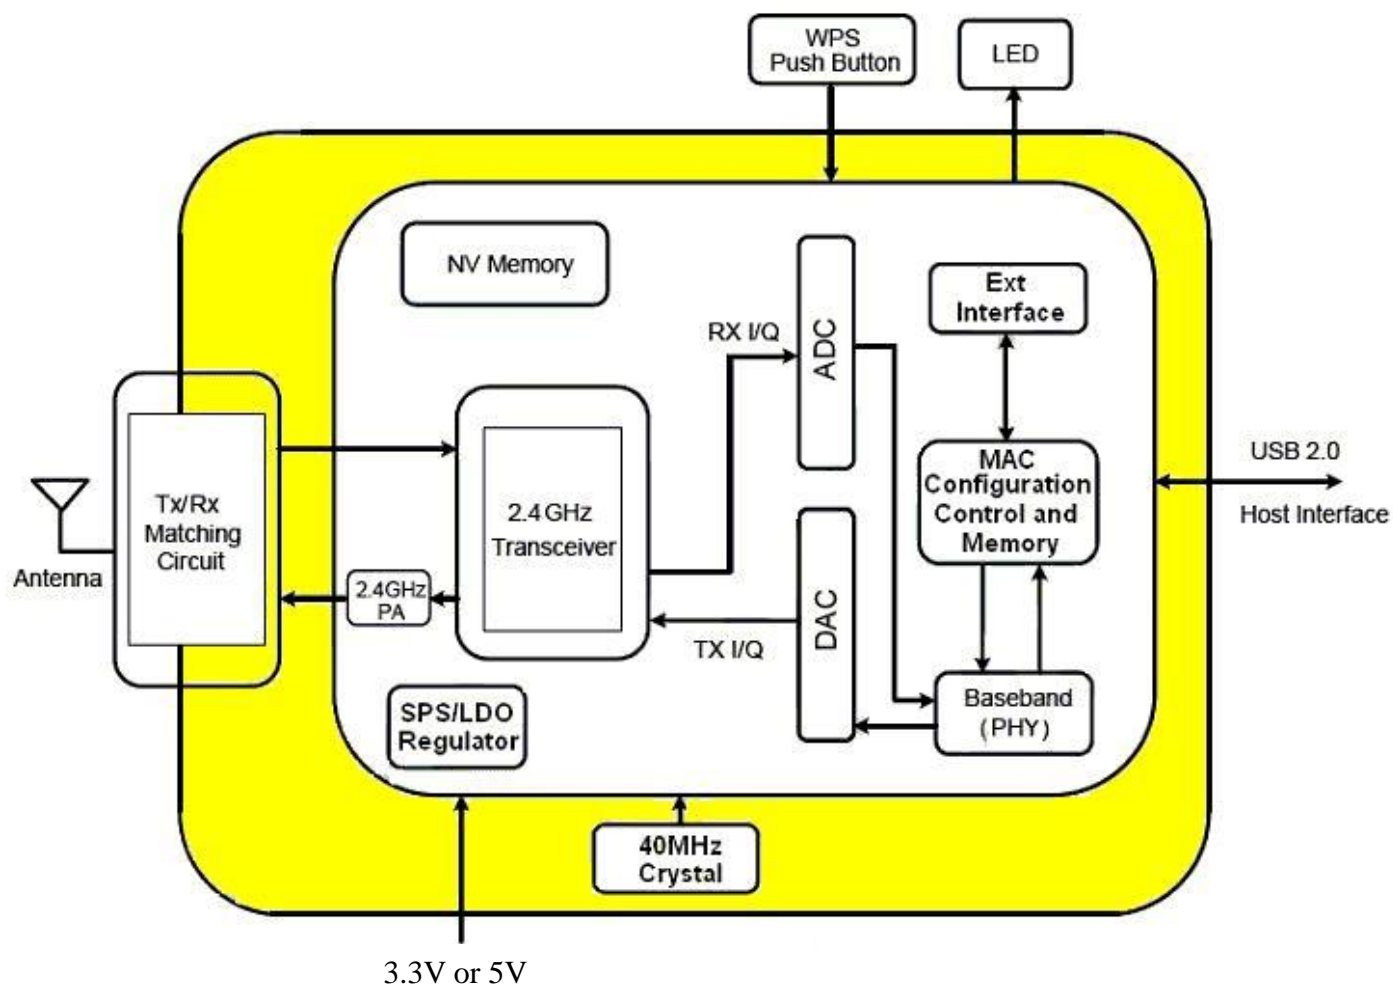 WPS
Push Button
LED
NV Memory
RX I/Q
ADC
Ext
Interface
MAC
Configuration
Control and
Memory
USB 2.0
Host Interface
Tx/Rx
Matching
Circuit
Antenna
2.4GHz
Transceiver
2.4GHz
PA
TX I/Q
DAC
Baseband
(PHY)
SPS/LDO
Regulator
40MHz
Crystal
3.3V or 5V